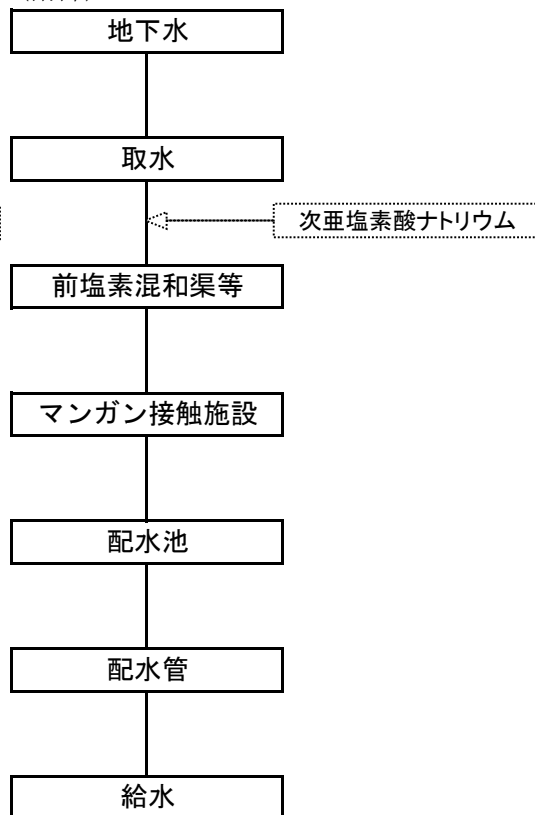 地下水
取水
次亜塩素酸ナトリウム
前塩素混和渠等
マンガン接触施設
配水池
配水管
給水